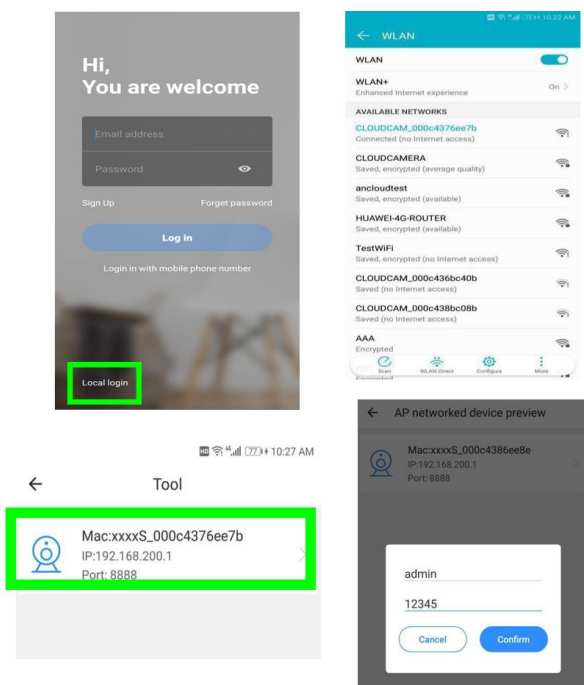 Hi,
You are welcome
Email address
Password
Sign Up Forget password
Log in
Login in with mobile phone number
Local login
10:22 AM
WLAN
WLAN
WLAN+
Enhanced Internet experience
On
AVAILABLE NETWORKS
CLOUDCAM_000c4376ee7b
Connected (no Internet access)
CLOUDCAMERA
Saved, encrypted (average quality)
ancloudtest
Saved, encrypted (available)
HUAWEI-4G-ROUTER
Saved, encrypted (available)
TestWiFi
Saved, encrypted (no Internet access)
CLOUDCAM_000c436bc40b
Saved (no Internet access)
CLOUDCAM_000c438bc08b
Saved (no Internet access)
AAA
Encrypted
Scan WLAN Direct Configure More
Encrypted
HD 77 10:27 AM
Tool
Mac:xxxxS_000c4376ee7b
IP:192.168.200.1
Port: 8888
AP networked device preview
Mac:xxxxS_000c4386ee8e
IP:192.168.200.1
Port: 8888
admin
12345
Cancel Confirm